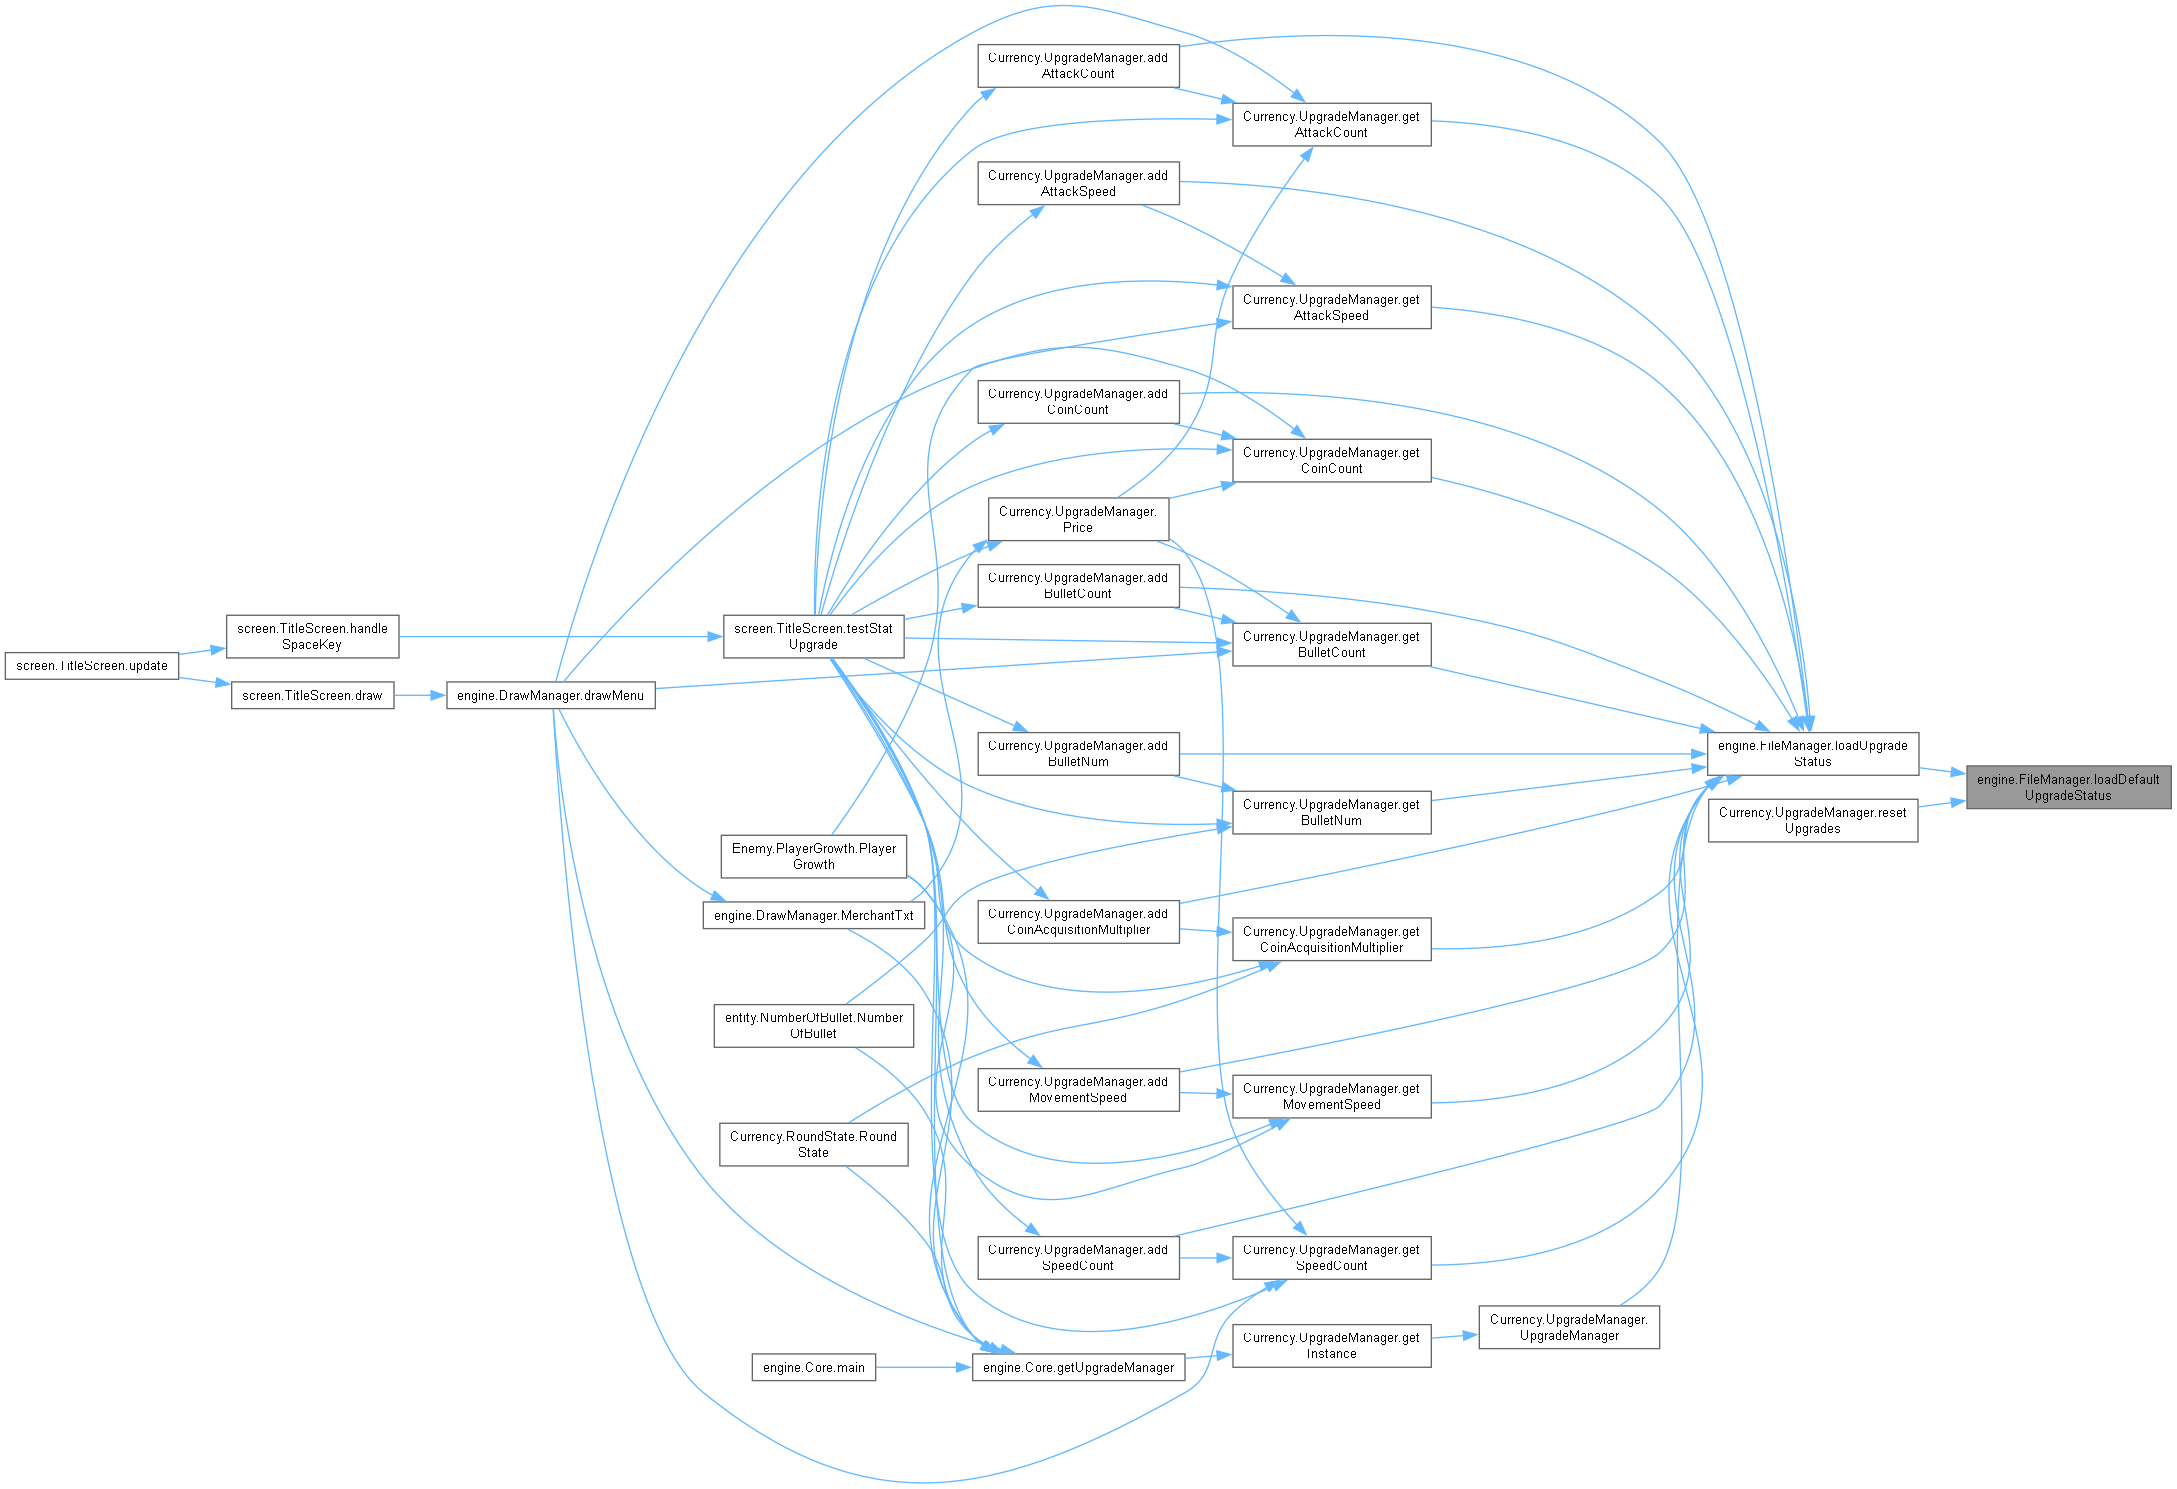 Currency.UpgradeManager.add
AttackCount
Currency.UpgradeManager.get
AttackCount
Currency.UpgradeManager.add
AttackSpeed
Currency.UpgradeManager.get
AttackSpeed
Currency.UpgradeManager.add
CoinCount
Currency.UpgradeManager.get
CoinCount
Currency.UpgradeManager.
Price
Currency.UpgradeManager.add
BulletCount
screen.TitleScreen.handle
SpaceKey
screen.TitleScreen.testStat
Upgrade
Currency.UpgradeManager.get
BulletCount
screen.TitleScreen.update
screen.TitleScreen.draw
engine.DrawManager.drawMenu
Currency.UpgradeManager.add
BulletNum
engine.FileManager.loadUpgrade
Status
engine.FileManager.loadDefault
UpgradeStatus
Currency.UpgradeManager.get
BulletNum
Currency.UpgradeManager.reset
Upgrades
Enemy.PlayerGrowth.Player
Growth
engine.DrawManager.MerchantTxt
Currency.UpgradeManager.add
CoinAcquisitionMultiplier
Currency.UpgradeManager.get
CoinAcquisitionMultiplier
entity.NumberOfBullet.Number
OfBullet
Currency.UpgradeManager.add
MovementSpeed
Currency.UpgradeManager.get
MovementSpeed
Currency.RoundState.Round
State
Currency.UpgradeManager.add
SpeedCount
Currency.UpgradeManager.get
SpeedCount
Currency.UpgradeManager.
UpgradeManager
Currency.UpgradeManager.get
Instance
engine.Core.main
engine.Core.getUpgradeManager